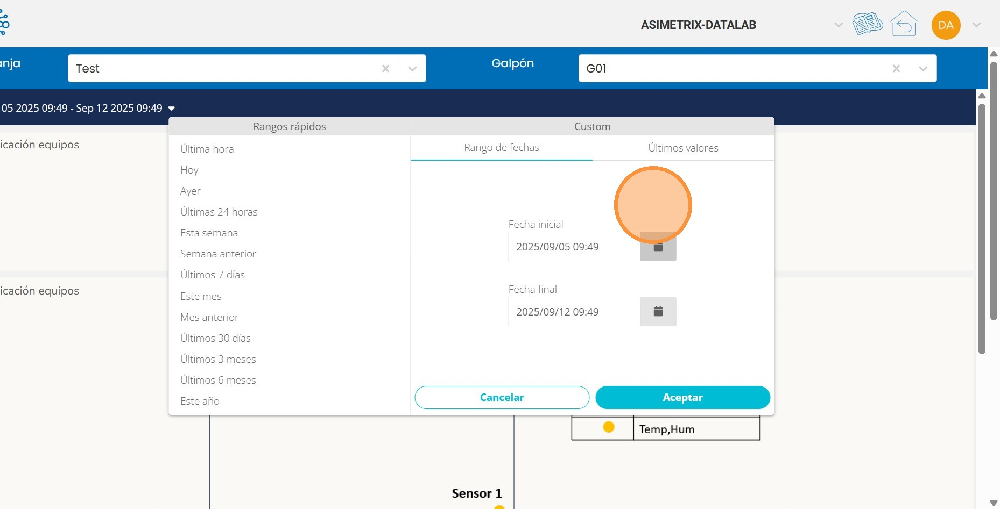 ASIMETRIX-DATALAB
DA
anja
Test
Galpón
G01
05 2025 09:49 - Sep 12 2025 09:49
Rangos rápidos
Custom
icación equipos
Última hora
Rango de fechas
Últimos valores
Hoy
Ayer
Últimas 24 horas
Fecha inicial
Esta semana
2025/09/05 09:49
Semana anterior
Últimos 7 días
icación equipos
Fecha final
Este mes
2025/09/12 09:49
Mes anterior
Últimos 30 días
Últimos 3 meses
Últimos 6 meses
Este año
Cancelar
Aceptar
Temp,Hum
Sensor 1